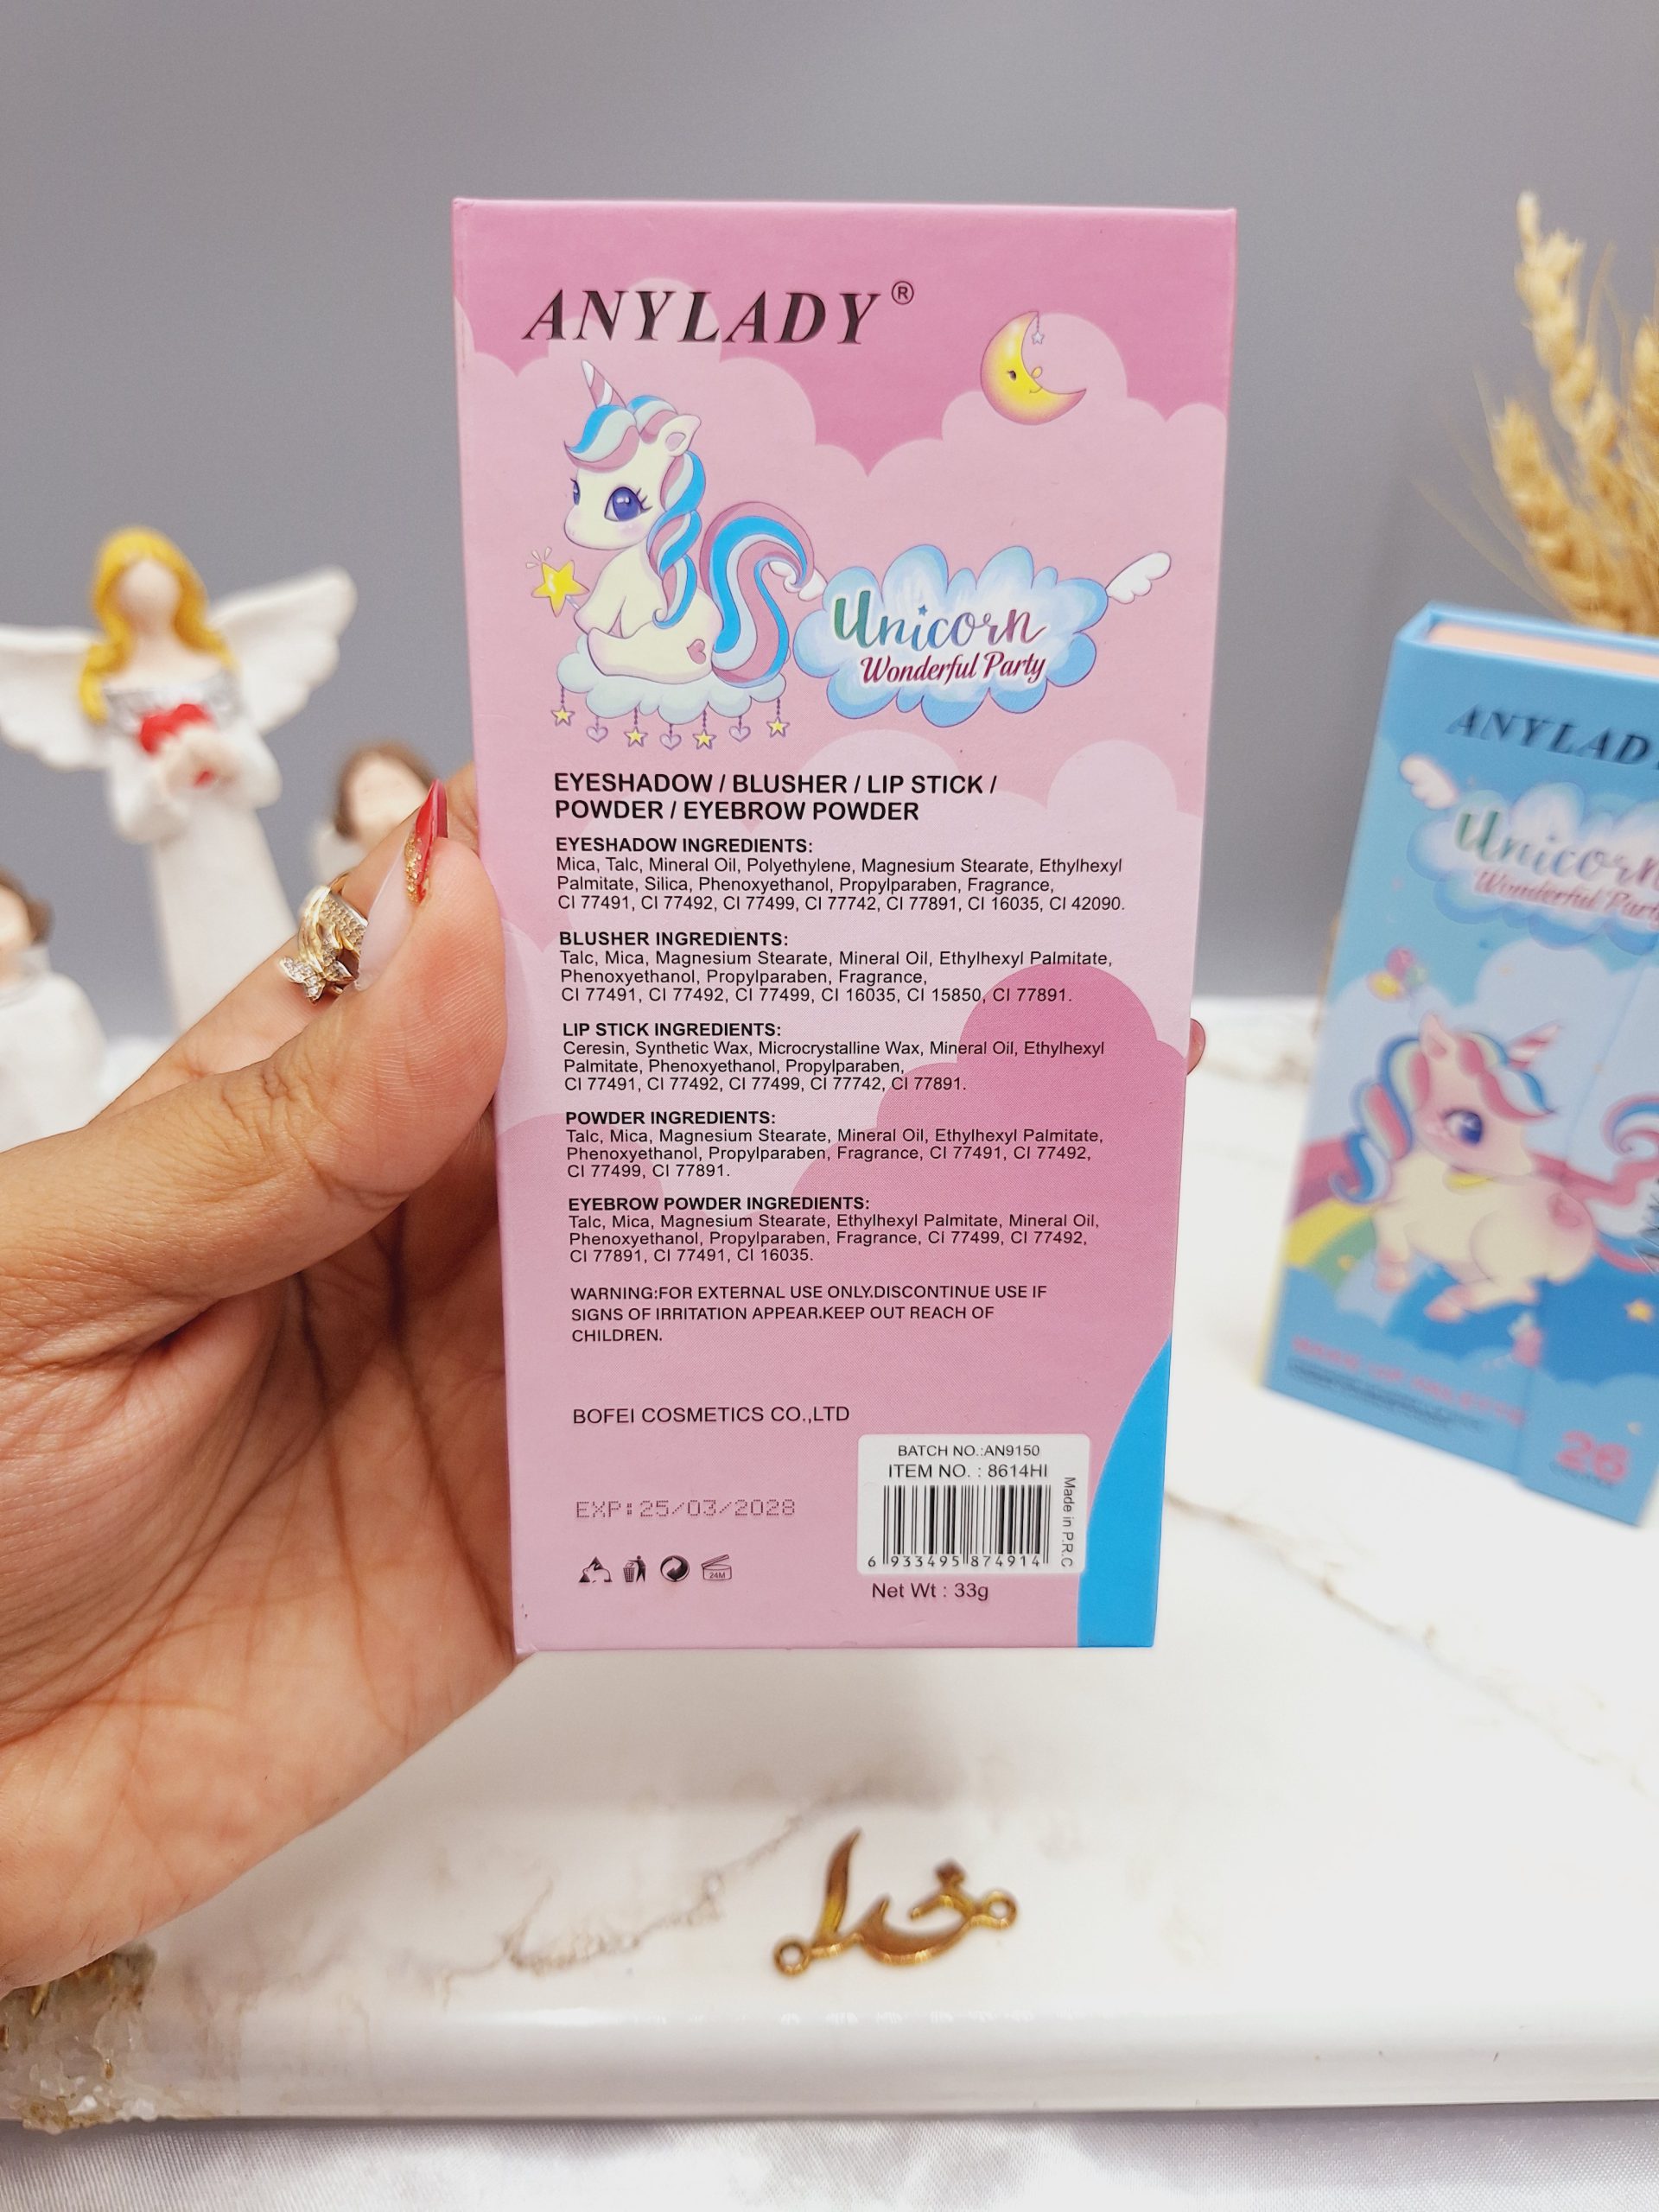 ANYLADY®
Unicorn
Wonderful Party
EYESHADOW / BLUSHER / LIP STICK /
POWDER / EYEBROW POWDER
EYESHADOW INGREDIENTS:
Mica, Talc, Mineral Oil, Polyethylene, Magnesium Stearate, Ethylhexyl
Palmitate, Silica, Phenoxyethanol, Propylparaben, Fragrance,
CI 77491, CI 77492, CI 77499, CI 77742, CI 77891, CI 16035, CI 42090.
BLUSHER INGREDIENTS:
Talc, Mica, Magnesium Stearate, Mineral Oil, Ethylhexyl Palmitate,
Phenoxyethanol, Propylparaben, Fragrance,
CI 77491, CI 77492, CI 77499, CI 16035, CI 15850, CI 77891.
LIP STICK INGREDIENTS:
Ceresin, Synthetic Wax, Microcrystalline Wax, Mineral Oil, Ethylhexyl
Palmitate, Phenoxyethanol, Propylparaben,
CI 77491, CI 77492, CI 77499, CI 77742, CI 77891.
POWDER INGREDIENTS:
Talc, Mica, Magnesium Stearate, Mineral Oil, Ethylhexyl Palmitate,
Phenoxyethanol, Propylparaben, Fragrance, CI 77491, CI 77492,
CI 77499, CI 77891.
EYEBROW POWDER INGREDIENTS:
Talc, Mica, Magnesium Stearate, Ethylhexyl Palmitate, Mineral Oil,
Phenoxyethanol, Propylparaben, Fragrance, CI 77499, CI 77492,
CI 77891, CI 77491, CI 16035.
WARNING:FOR EXTERNAL USE ONLY.DISCONTINUE USE IF
SIGNS OF IRRITATION APPEAR.KEEP OUT REACH OF
CHILDREN.
BOFEI COSMETICS CO.,LTD
BATCH NO.:AN9150
ITEM NO. : 8614HI
Made in P.R.C
6 933495 874914
EXP:25/03/2028
24M
Net Wt : 33g
ANYLAD
Unicorn
Wonderful Party
26
خدا